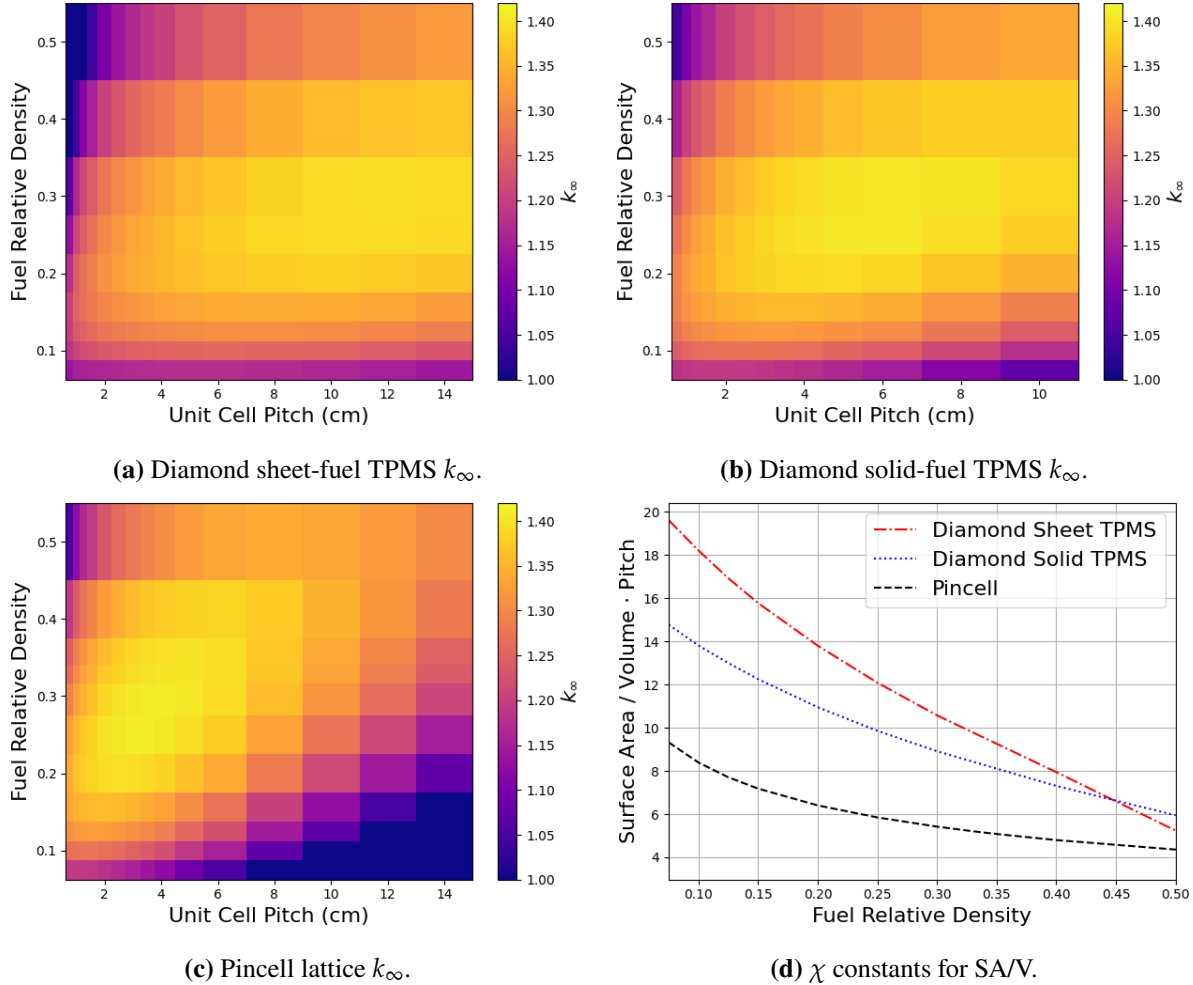 0.5
0.4
0.3
0.2
0.1
Fuel Relative Density
2 4 6 8 10 12 14
Unit Cell Pitch (cm)
1.40
1.35
1.30
1.25
1.20
1.15
1.10
1.05
1.00
k∞
(a) Diamond sheet-fuel TPMS k∞.
0.5
0.4
0.3
0.2
0.1
Fuel Relative Density
2 4 6 8 10
Unit Cell Pitch (cm)
1.40
1.35
1.30
1.25
1.20
1.15
1.10
1.05
1.00
k∞
(b) Diamond solid-fuel TPMS k∞.
0.5
0.4
0.3
0.2
0.1
Fuel Relative Density
2 4 6 8 10 12 14
Unit Cell Pitch (cm)
1.40
1.35
1.30
1.25
1.20
1.15
1.10
1.05
1.00
k∞
(c) Pincell lattice k∞.
20
18
16
14
12
10
8
6
4
Surface Area / Volume · Pitch
Diamond Sheet TPMS
Diamond Solid TPMS
Pincell
0.10 0.15 0.20 0.25 0.30 0.35 0.40 0.45 0.50
Fuel Relative Density
(d) χ constants for SA/V.